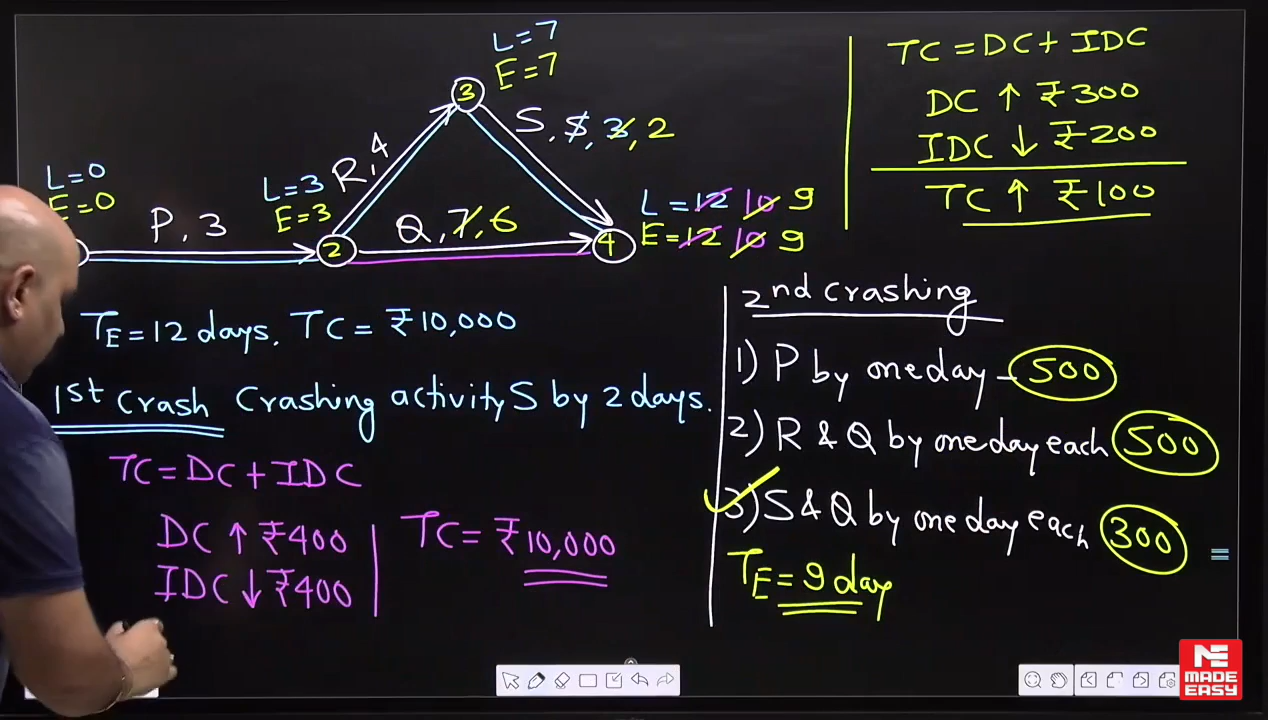 L=7
E=7
3
S, 5, 3, 2
R, 4
L=0
E=0
L=3
E=3
P, 3
2
Q, 7, 6
4
L=12 10 9
E=12 10 9
TE=12 days. TC=₹10,000
1st crash Crashing activity S by 2 days.
TC=DC+IDC
DC ↑ ₹400
IDC ↓ ₹400
TC=₹10,000
TC=DC+IDC
DC ↑ ₹300
IDC ↓ ₹200
TC ↑ ₹100
2nd crashing
1) P by one day - 500
2) R & Q by one day each 500
3) S & Q by one day each 300
TE=9 day
ME
MADE
EASY